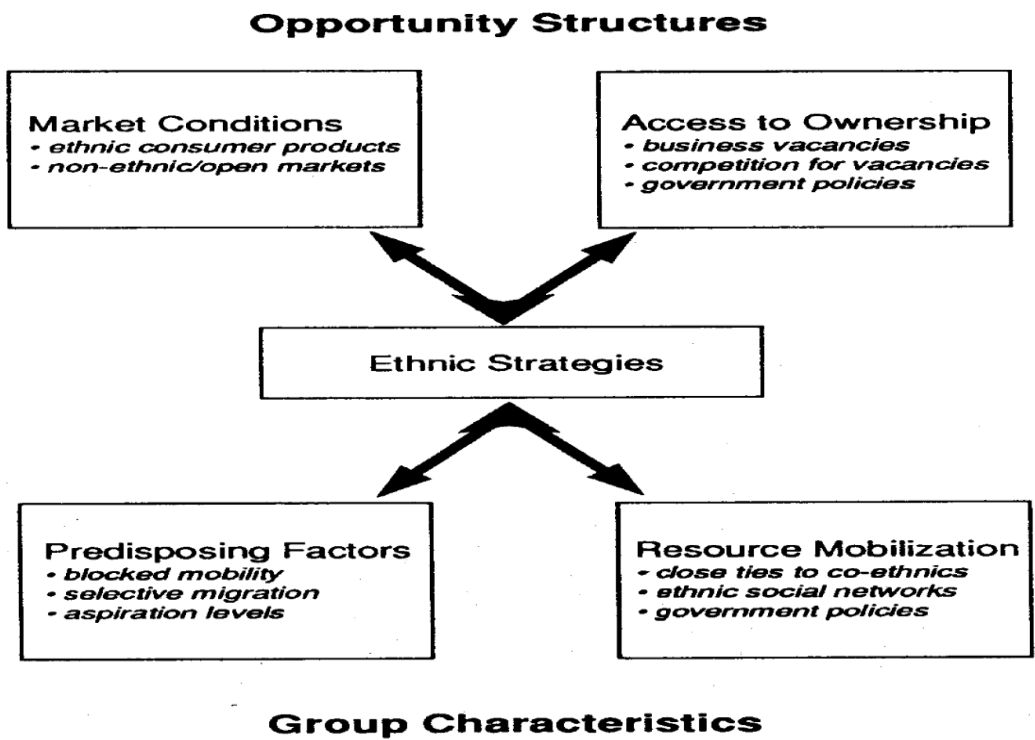 Opportunity Structures
Market Conditions
• ethnic consumer products
• non-ethnic/open markets
Access to Ownership
• business vacancies
• competition for vacancies
• government policies
Ethnic Strategies
Predisposing Factors
• blocked mobility
• selective migration
• aspiration levels
Resource Mobilization
• close ties to co-ethnics
• ethnic social networks
• government policies
Group Characteristics